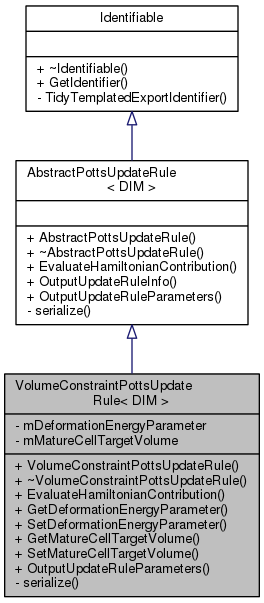 Identifiable
+ ~Identifiable()
+ GetIdentifier()
- TidyTemplatedExportIdentifier()
AbstractPottsUpdateRule
< DIM >
+ AbstractPottsUpdateRule()
+ ~AbstractPottsUpdateRule()
+ EvaluateHamiltonianContribution()
+ OutputUpdateRuleInfo()
+ OutputUpdateRuleParameters()
- serialize()
VolumeConstraintPottsUpdate
Rule< DIM >
- mDeformationEnergyParameter
- mMatureCellTargetVolume
+ VolumeConstraintPottsUpdateRule()
+ ~VolumeConstraintPottsUpdateRule()
+ EvaluateHamiltonianContribution()
+ GetDeformationEnergyParameter()
+ SetDeformationEnergyParameter()
+ GetMatureCellTargetVolume()
+ SetMatureCellTargetVolume()
+ OutputUpdateRuleParameters()
- serialize()